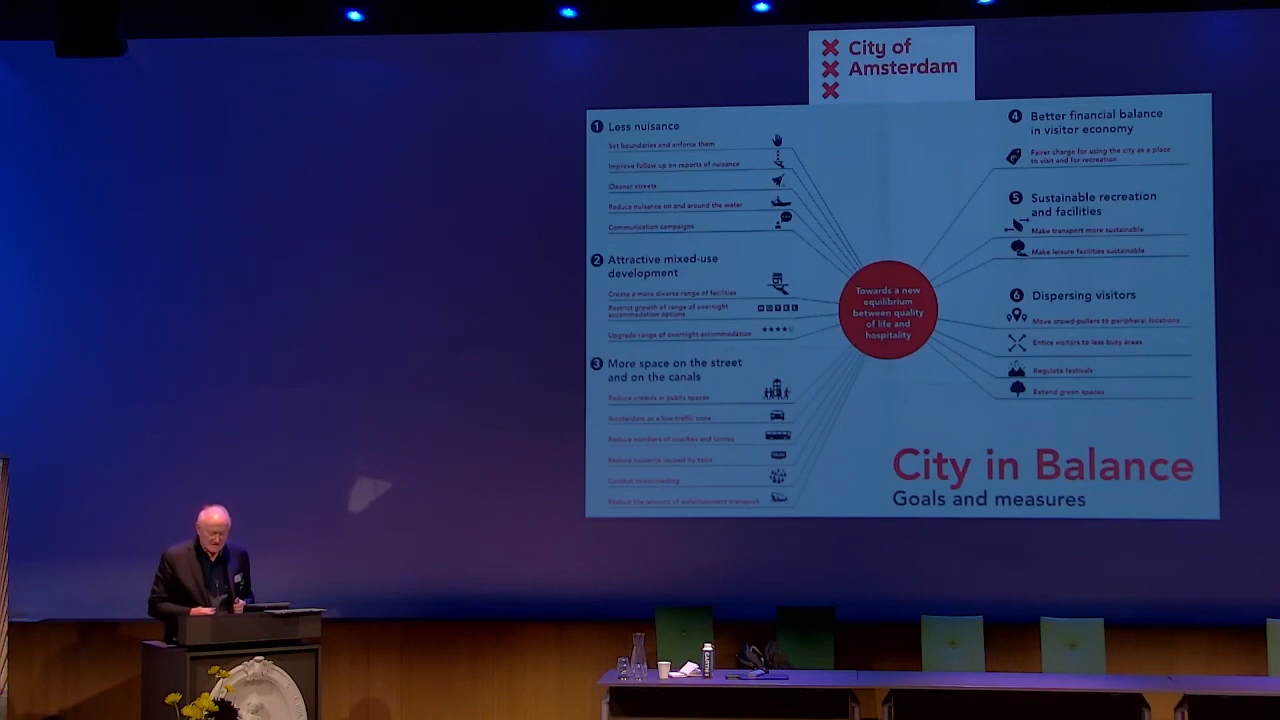 City of
Amsterdam
1 Less nuisance
Set boundaries and enforce them
Improve follow up on reports of nuisance
Cleaner streets
Reduce nuisance on and around the water
Communication campaigns
2 Attractive mixed-use
development
Create a more diverse range of facilities
Restrict growth of range of overnight
accommodation options
HOTEL
Upgrade range of overnight accommodation
3 More space on the street
and on the canals
Reduce crowds in public spaces
Amsterdam as a low-traffic zone
Reduce numbers of coaches and lorries
Reduce nuisance caused by taxis
Combat overcrowding
Reduce the amount of entertainment transport
Towards a new
equilibrium
between quality
of life and
hospitality
4 Better financial balance
in visitor economy
Fairer charge for using the city as a place
to visit and for recreation
5 Sustainable recreation
and facilities
Make transport more sustainable
Make leisure facilities sustainable
6 Dispersing visitors
Move crowd-pullers to peripheral locations
Entice visitors to less busy areas
Regulate festivals
Extend green spaces
City in Balance
Goals and measures